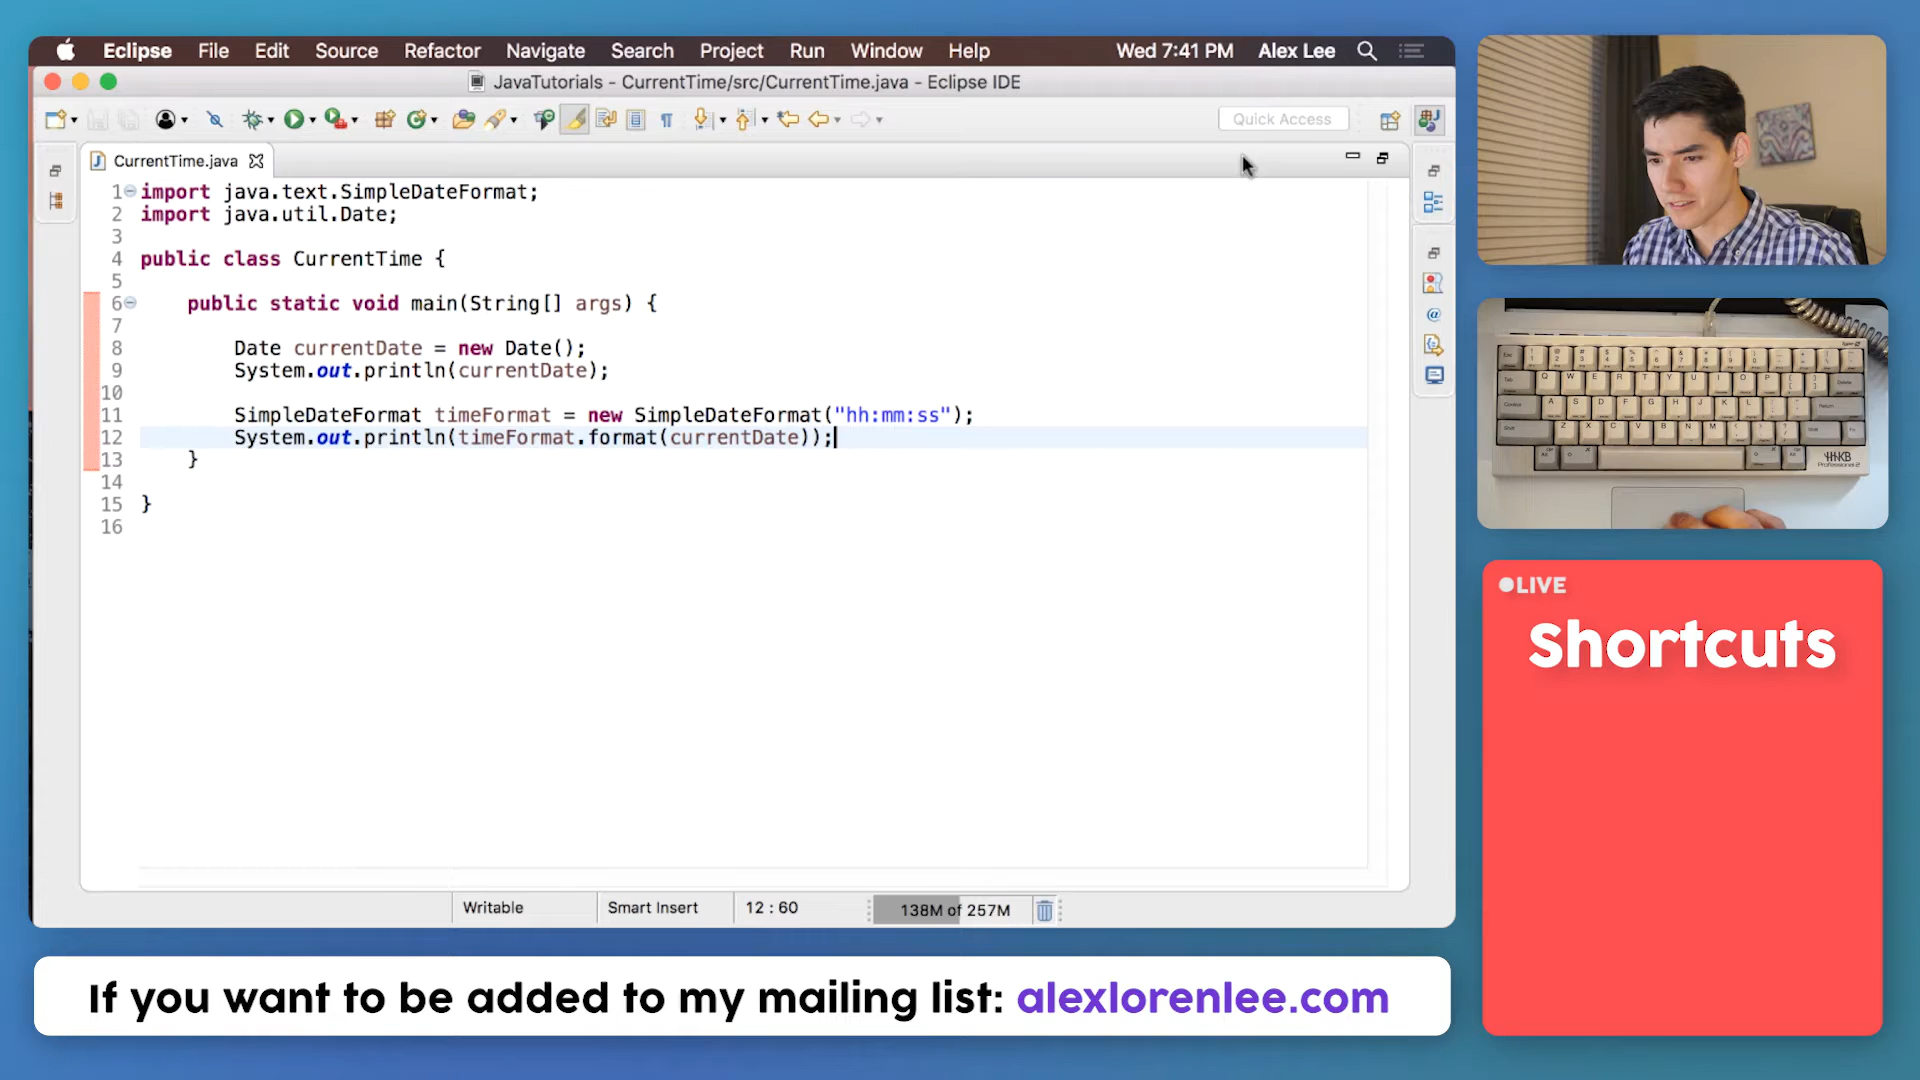 Eclipse File Edit Source Refactor Navigate Search Project Run Window Help Wed 7:41 PM Alex Lee
JavaTutorials - CurrentTime/src/CurrentTime.java - Eclipse IDE
Quick Access
CurrentTime.java
1 import java.text.SimpleDateFormat;
2 import java.util.Date;
3
4 public class CurrentTime {
5
6 public static void main(String[] args) {
7
8 Date currentDate = new Date();
9 System.out.println(currentDate);
10
11 SimpleDateFormat timeFormat = new SimpleDateFormat("hh:mm:ss");
12 System.out.println(timeFormat.format(currentDate));
13 }
14
15 }
16
Writable Smart Insert 12 : 60 138M of 257M
If you want to be added to my mailing list: alexlorenlee.com
HHKB
Professional 2
LIVE
Shortcuts